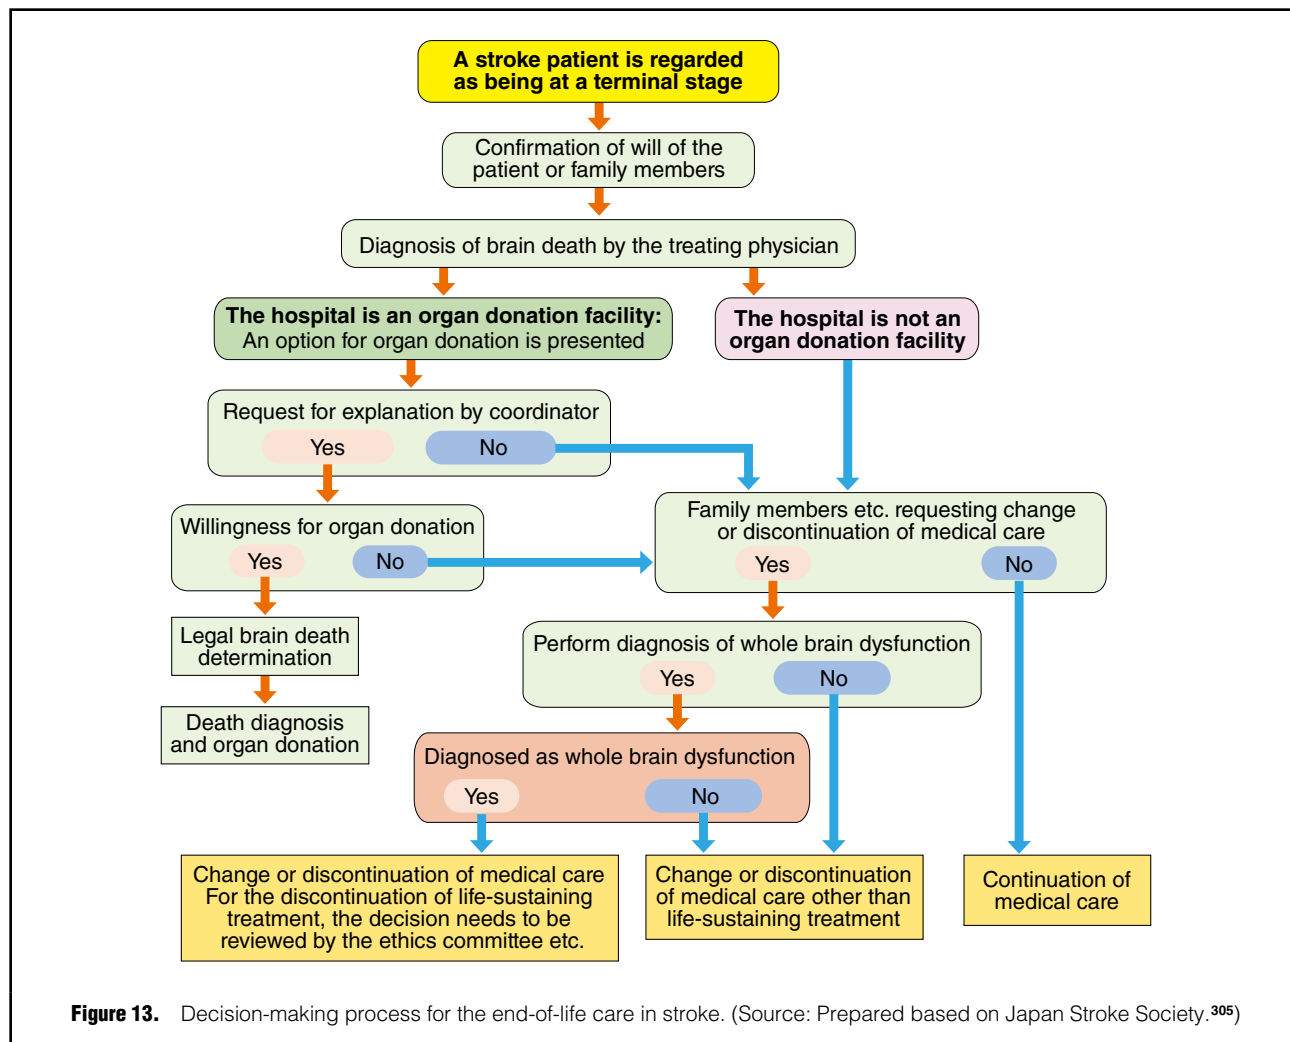 A stroke patient is regarded
as being at a terminal stage
Confirmation of will of the
patient or family members
Diagnosis of brain death by the treating physician
The hospital is an organ donation facility:
An option for organ donation is presented
The hospital is not an
organ donation facility
Request for explanation by coordinator
Yes
No
Willingness for organ donation
Yes
No
Family members etc. requesting change
or discontinuation of medical care
Yes
No
Legal brain death
determination
Perform diagnosis of whole brain dysfunction
Yes
No
Death diagnosis
and organ donation
Diagnosed as whole brain dysfunction
Yes
No
Change or discontinuation of medical care
For the discontinuation of life-sustaining
treatment, the decision needs to be
reviewed by the ethics committee etc.
Change or discontinuation
of medical care other than
life-sustaining treatment
Continuation of
medical care
Figure 13. Decision-making process for the end-of-life care in stroke. (Source: Prepared based on Japan Stroke Society.305)